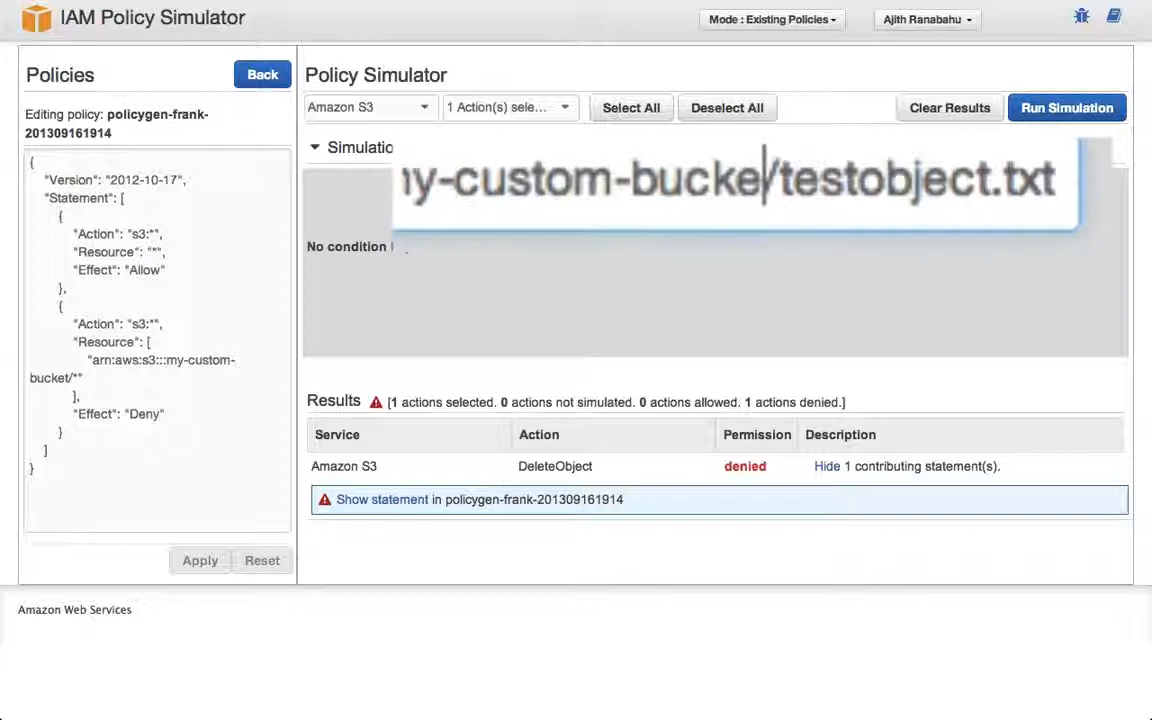 IAM Policy Simulator
Mode : Existing Policies
Ajith Ranabahu
Policies
Back
Editing policy: policygen-frank-
201309161914
{
"Version": "2012-10-17",
"Statement": [
{
"Action": "s3:*",
"Resource": "*",
"Effect": "Allow"
},
{
"Action": "s3:*",
"Resource": [
"arn:aws:s3:::my-custom-
bucket/*"
],
"Effect": "Deny"
}
]
}
Apply
Reset
Policy Simulator
Amazon S3
1 Action(s) sele...
Select All
Deselect All
Clear Results
Run Simulation
Simulatio
my-custom-bucke/testobject.txt
No condition
Results [1 actions selected. 0 actions not simulated. 0 actions allowed. 1 actions denied.]
Service Action Permission Description
Amazon S3 DeleteObject denied Hide 1 contributing statement(s).
Show statement in policygen-frank-201309161914
Amazon Web Services